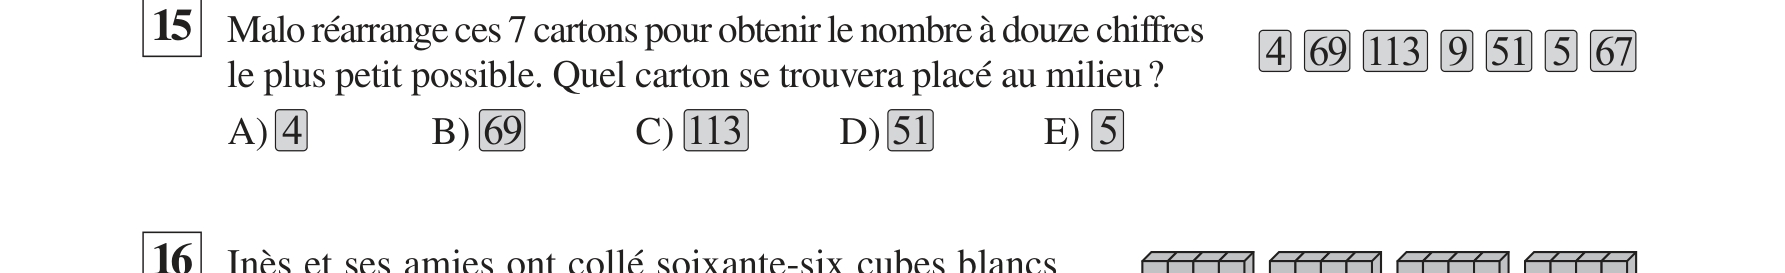 15 Malo réarrange ces 7 cartons pour obtenir le nombre à douze chiffres
le plus petit possible. Quel carton se trouvera placé au milieu ?
4 69 113 9 51 5 67
A) 4 B) 69 C) 113 D) 51 E) 5
16 Inès et ses amies ont collé soixante-six cubes blancs